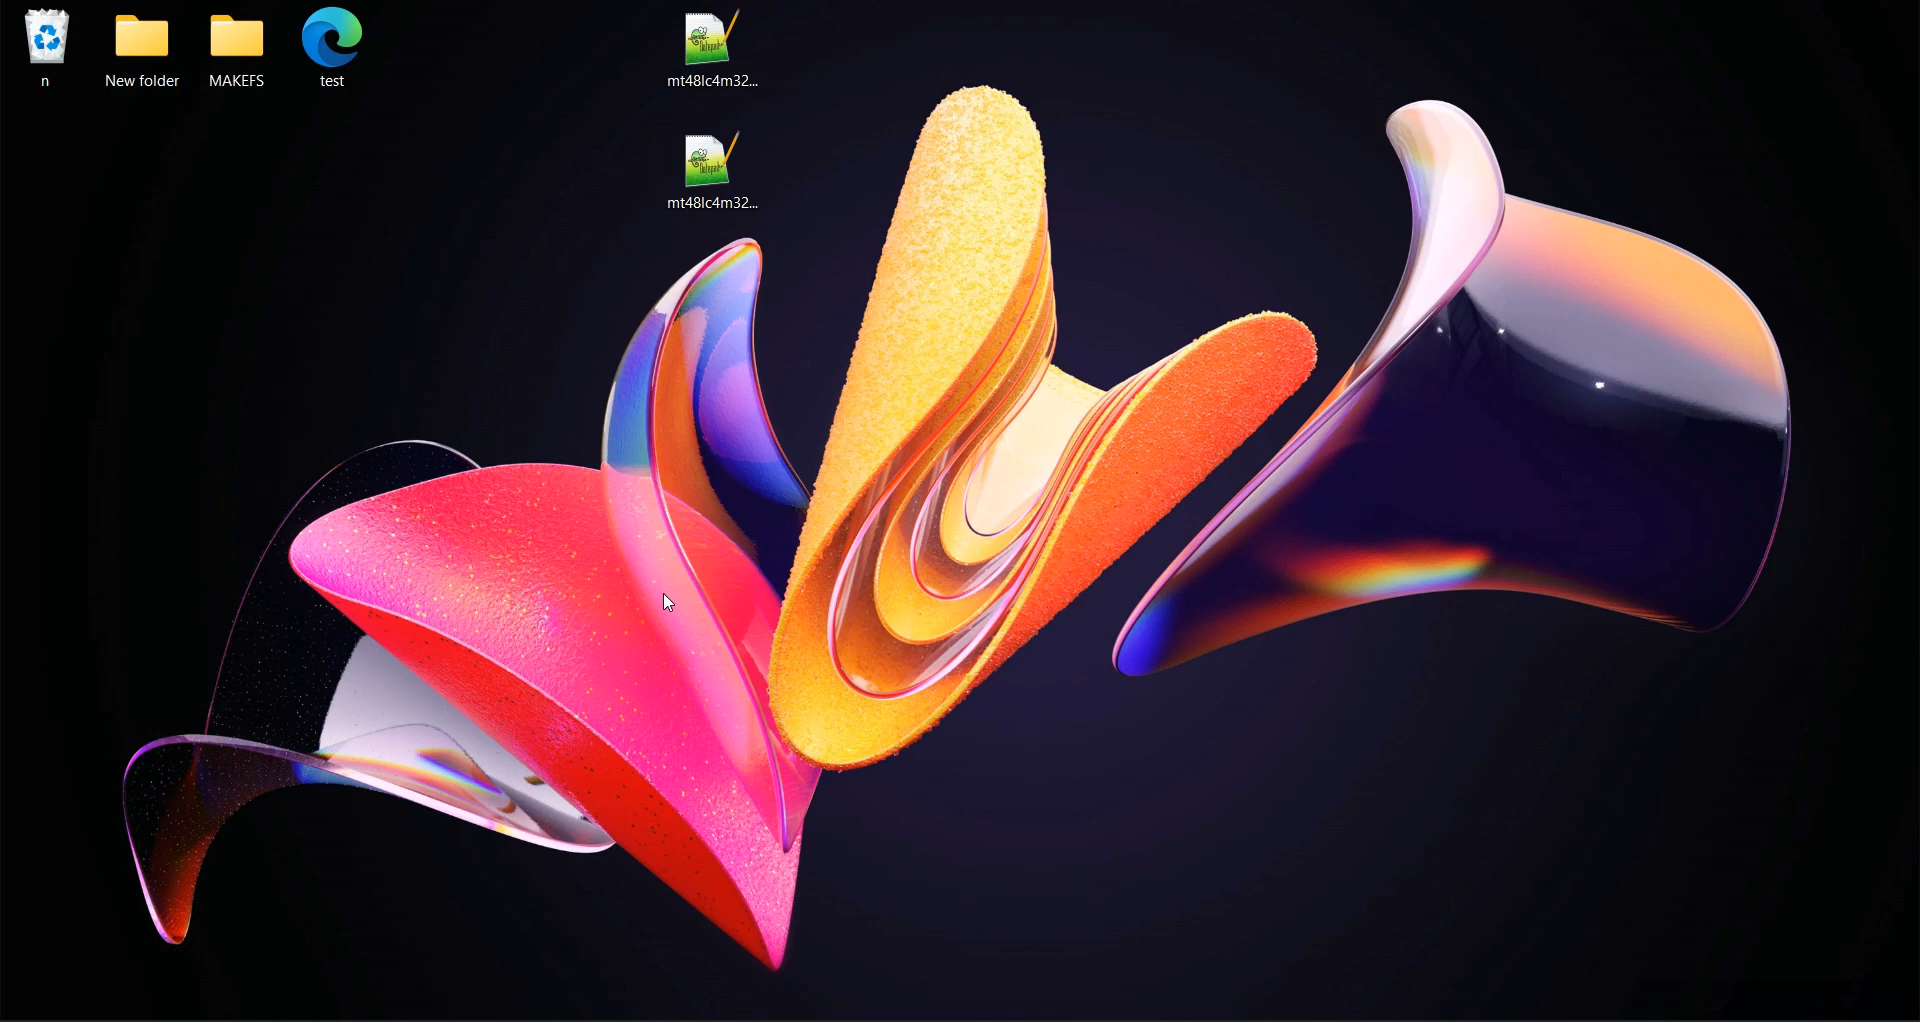 n
New folder
MAKEFS
test
mt48lc4m32...
mt48lc4m32...